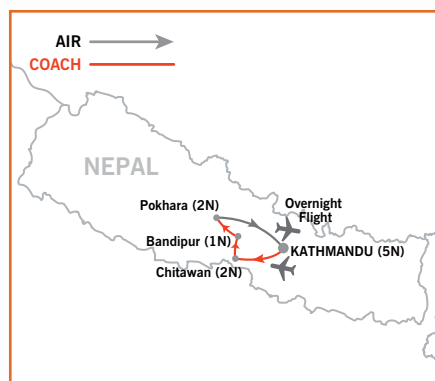 AIR
COACH
NEPAL
Pokhara (2N)
Overnight
Flight
Bandipur (1N)
KATHMANDU (5N)
Chitawan (2N)